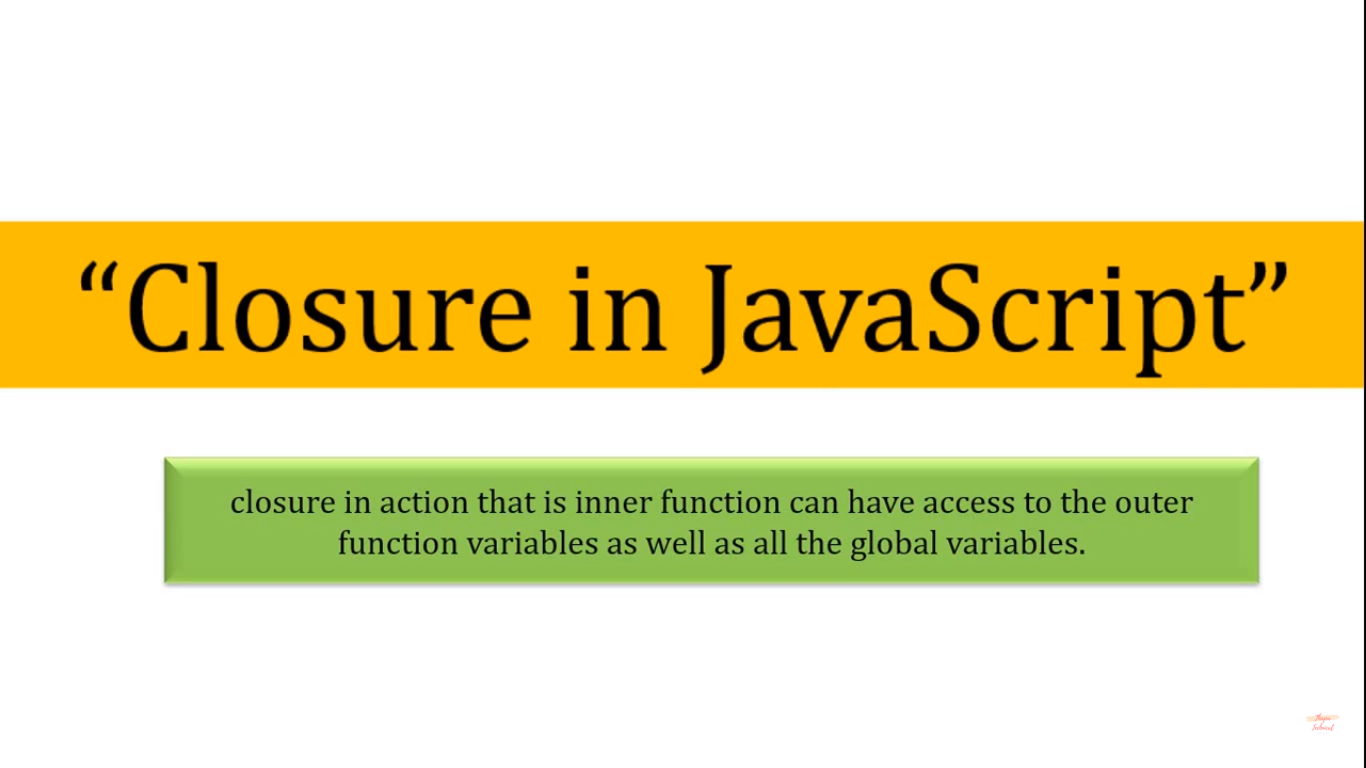 “Closure in JavaScript”
closure in action that is inner function can have access to the outer
function variables as well as all the global variables.